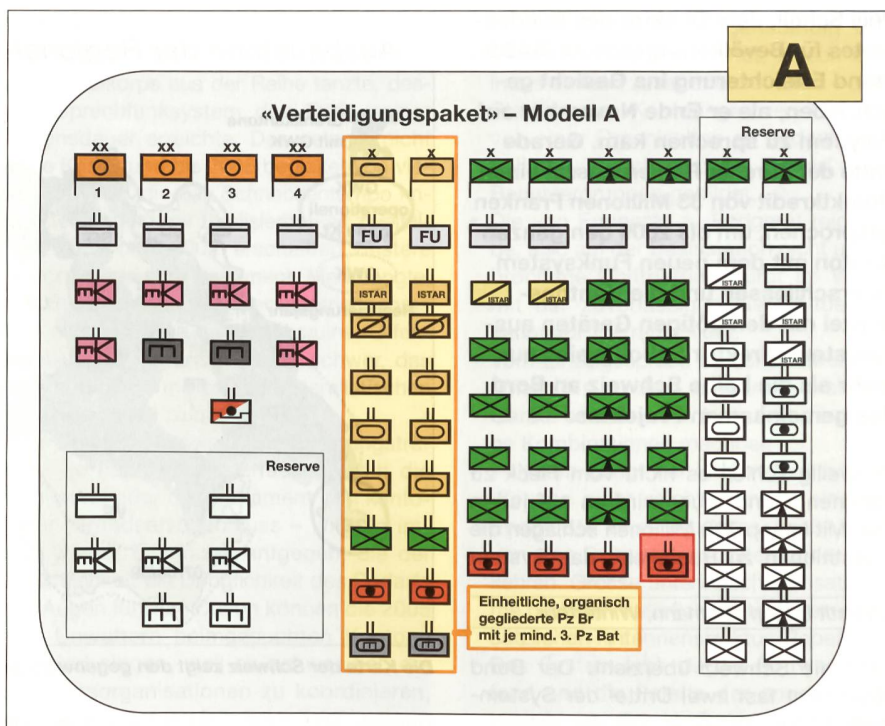 A
«Verteidigungspaket» – Modell A
Reserve
xx xx xx xx x x x x x x x x
1 2 3 4
FU FU
ISTAR ISTAR ISTAR ISTAR ISTAR
ISTAR ISTAR
ISTAR
Reserve
Einheitliche, organisch
gegliederte Pz Br
mit je mind. 3. Pz Bat